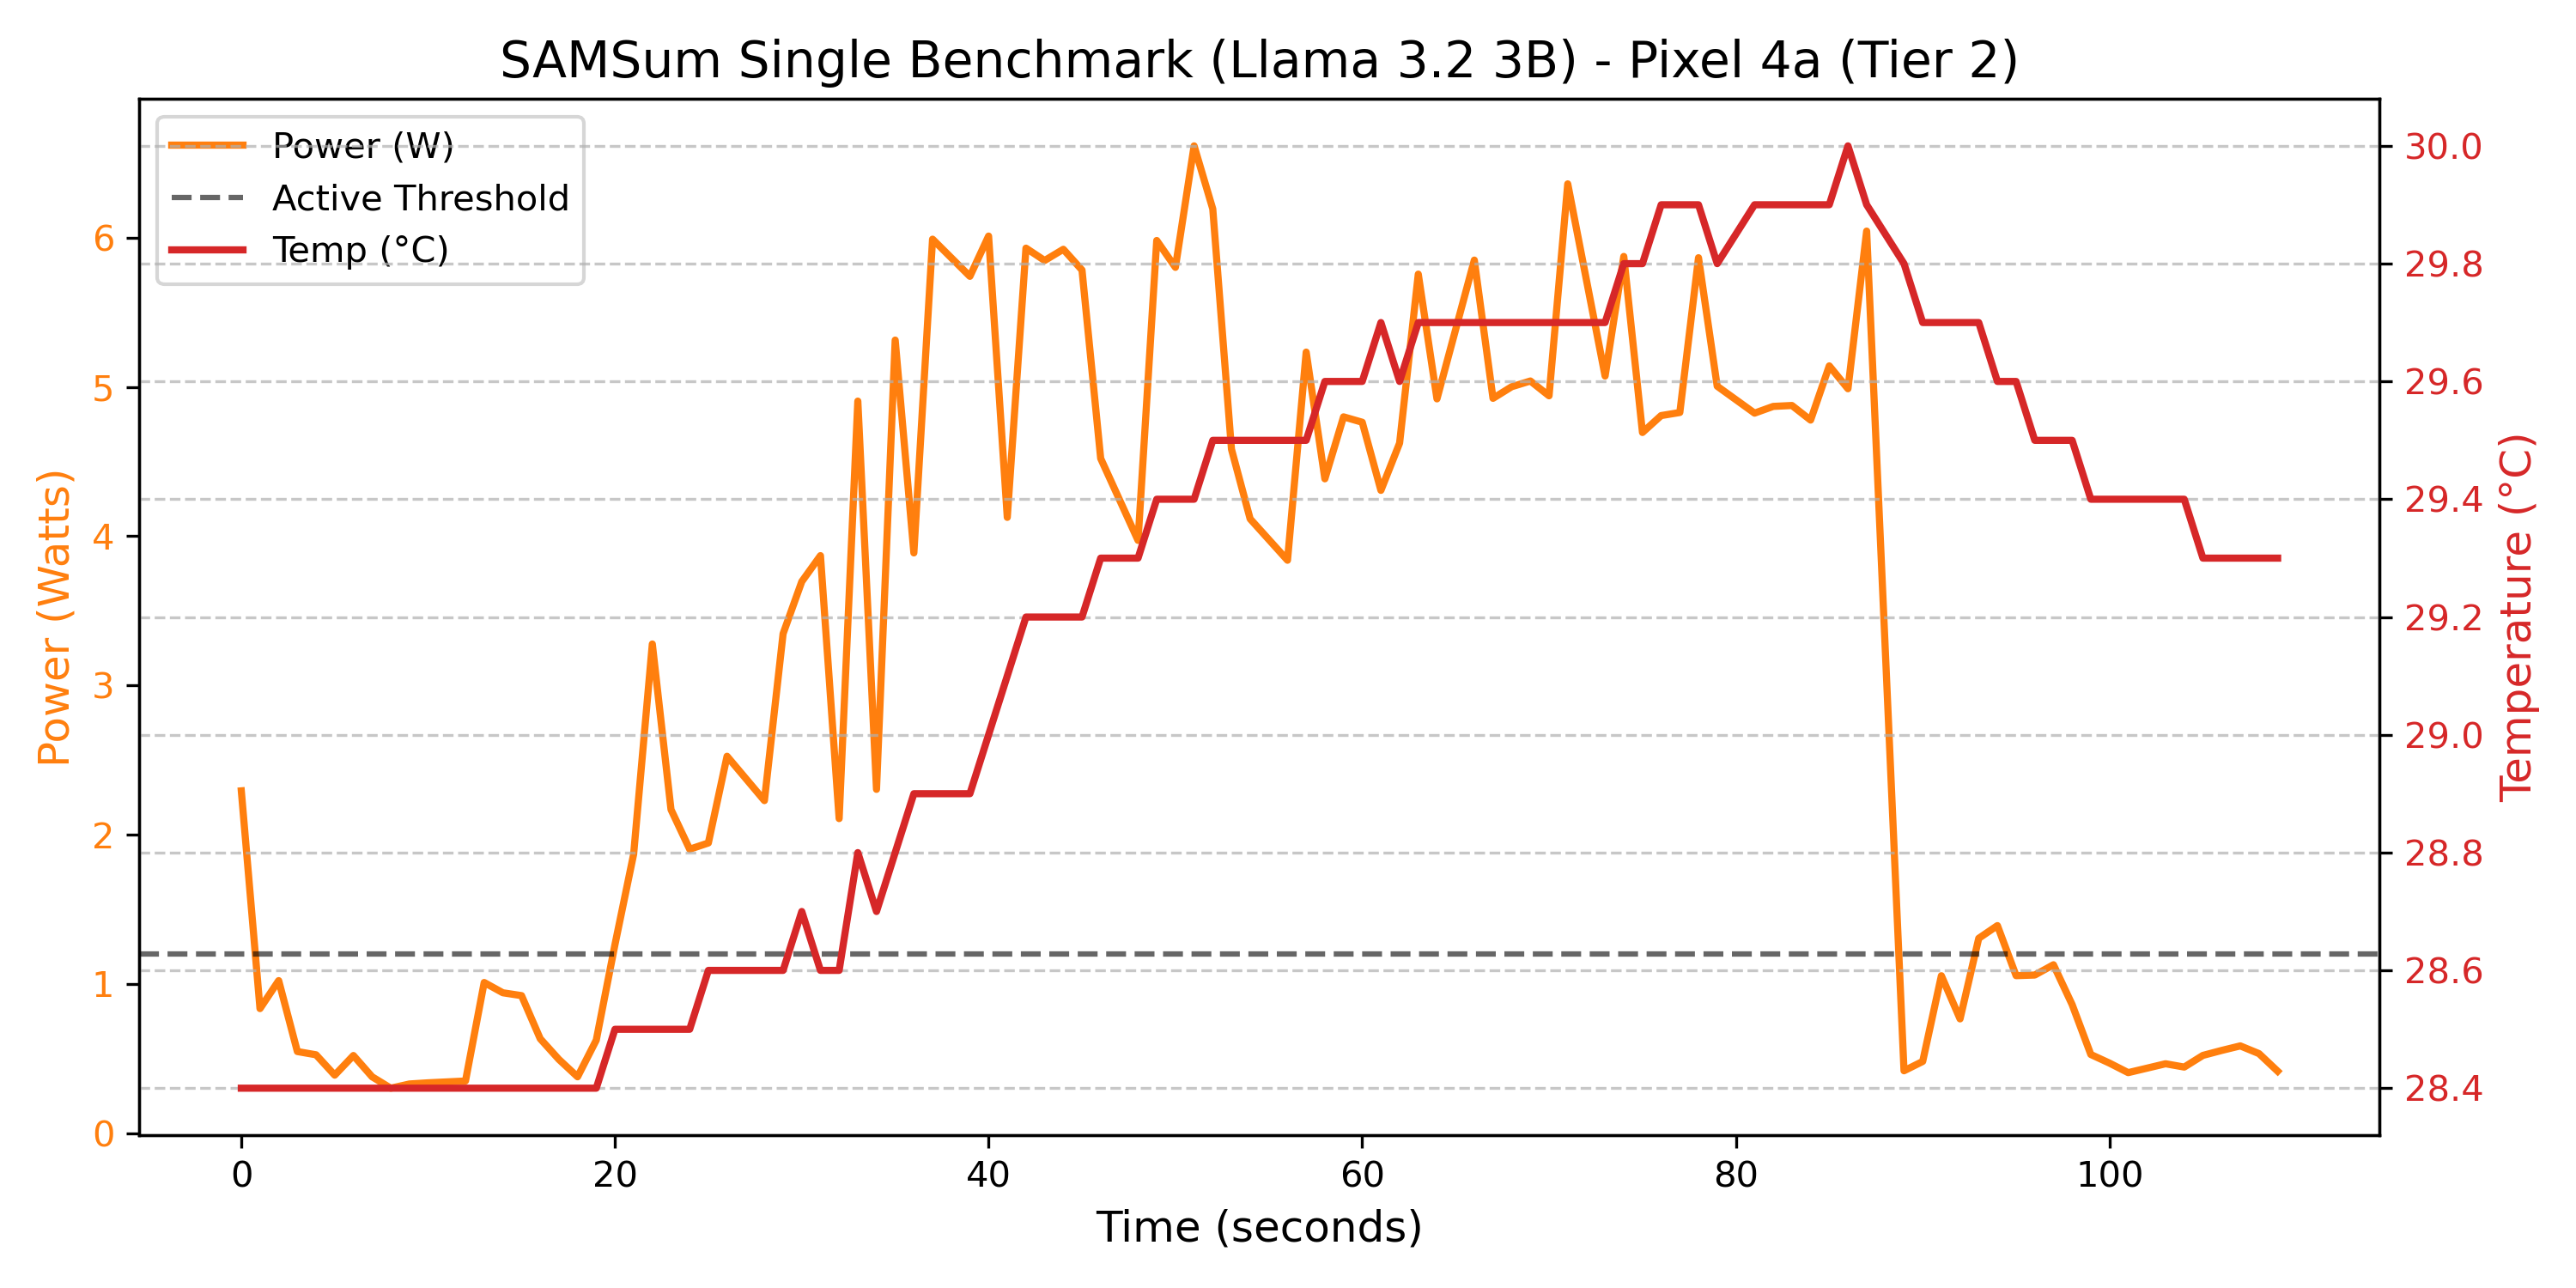 SAMSum Single Benchmark (Llama 3.2 3B) - Pixel 4a (Tier 2)
Power (W)
Active Threshold
Temp (°C)
Power (Watts)
6
5
4
3
2
1
0
30.0
29.8
29.6
29.4
29.2
29.0
28.8
28.6
28.4
Temperature (°C)
0 20 40 60 80 100
Time (seconds)